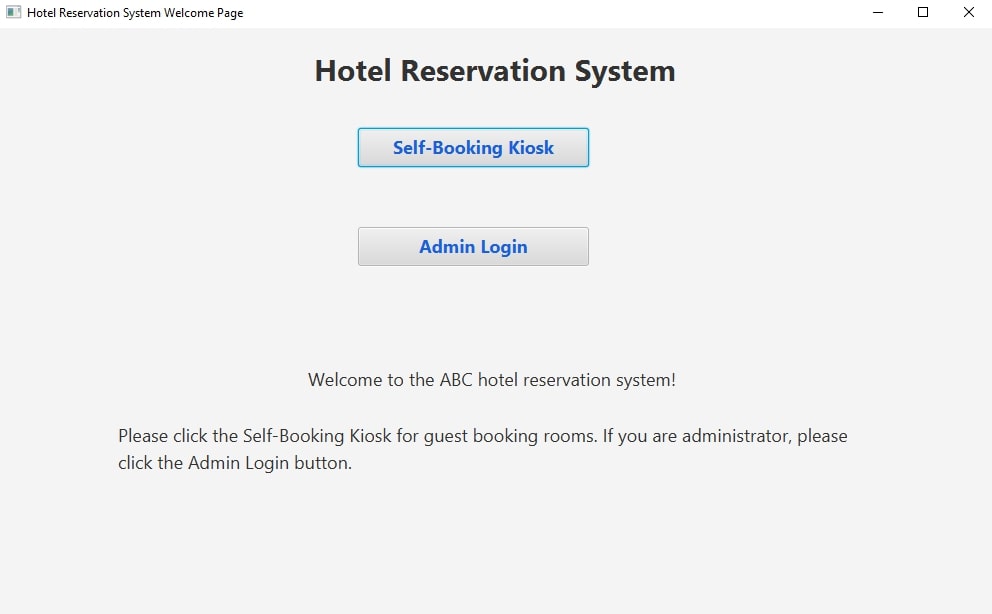 Hotel Reservation System Welcome Page
Hotel Reservation System
Self-Booking Kiosk
Admin Login
Welcome to the ABC hotel reservation system!
Please click the Self-Booking Kiosk for guest booking rooms. If you are administrator, please
click the Admin Login button.